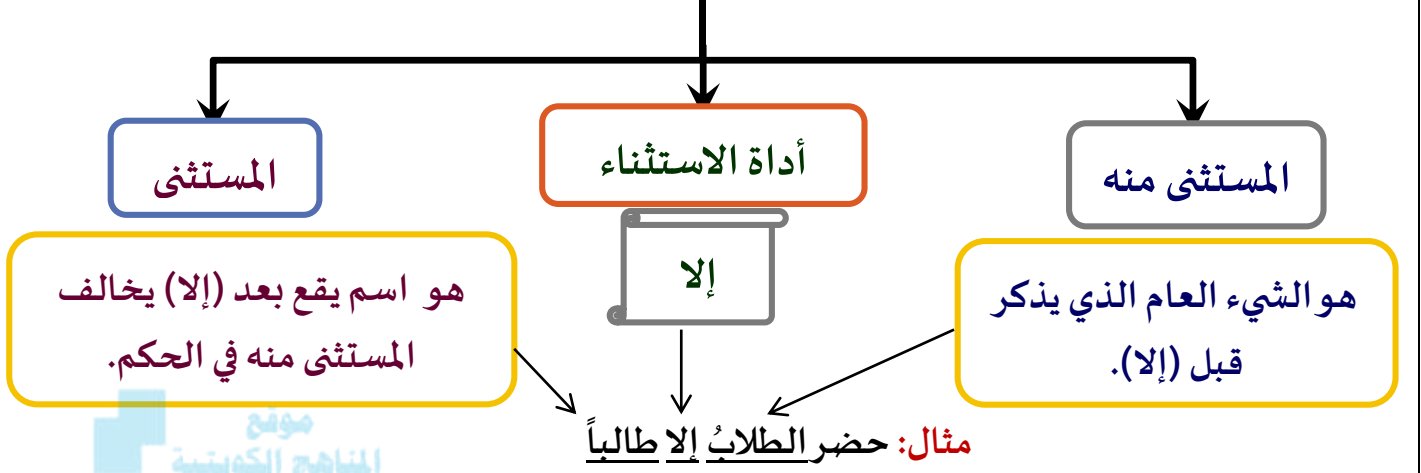 المستثنى منه
أداة الاستثناء
المستثنى
هو الشيء العام الذي يذكر
قبل (إلا).
إلا
هو اسم يقع بعد (إلا) يخالف
المستثنى منه في الحكم.
مثال: حضر الطلابُ إلا طالباً
موقع
المناهج الكويتية